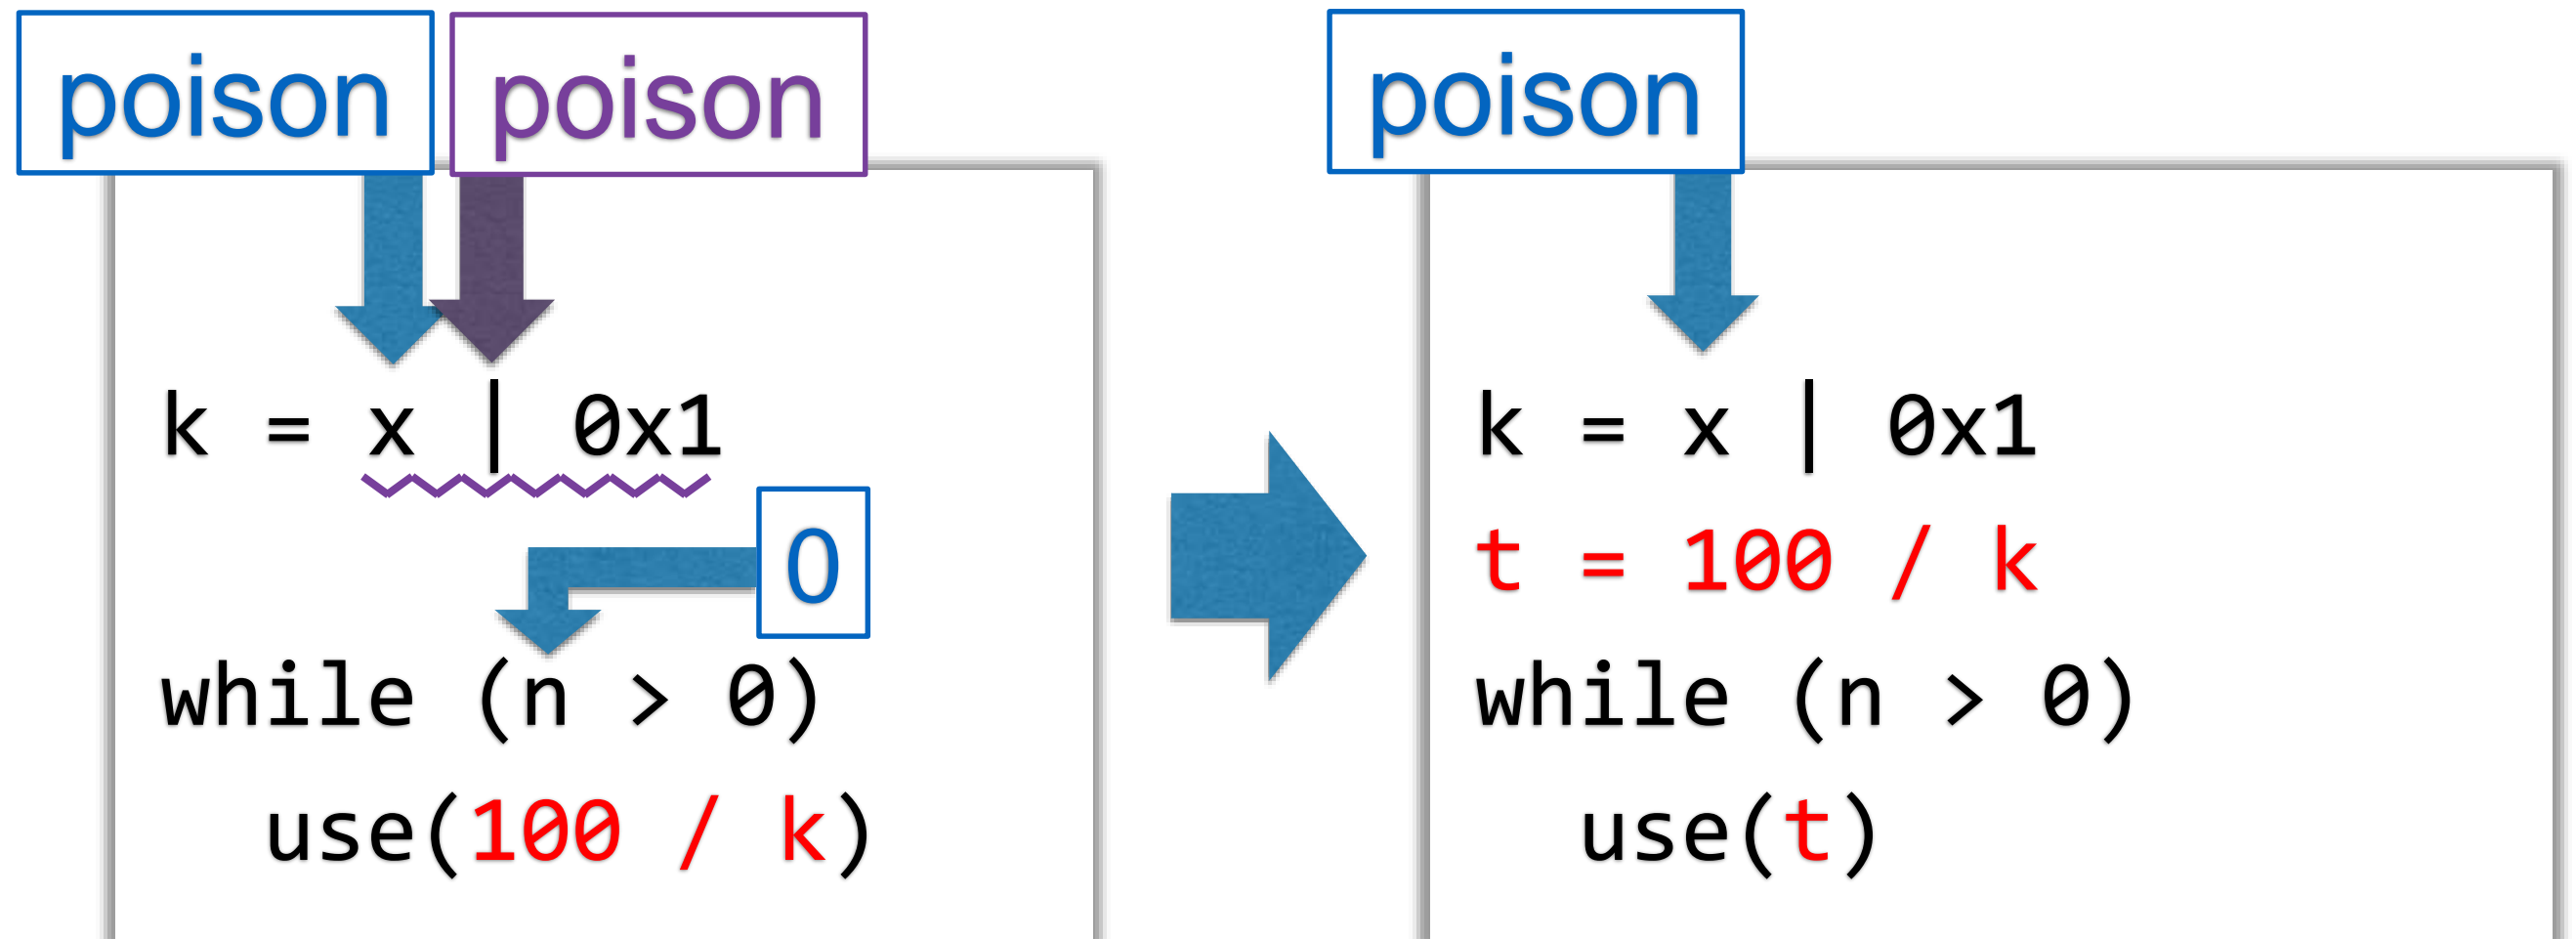 poison poison
k = x | 0x1
0
while (n > 0)
use(100 / k)
poison
k = x | 0x1
t = 100 / k
while (n > 0)
use(t)